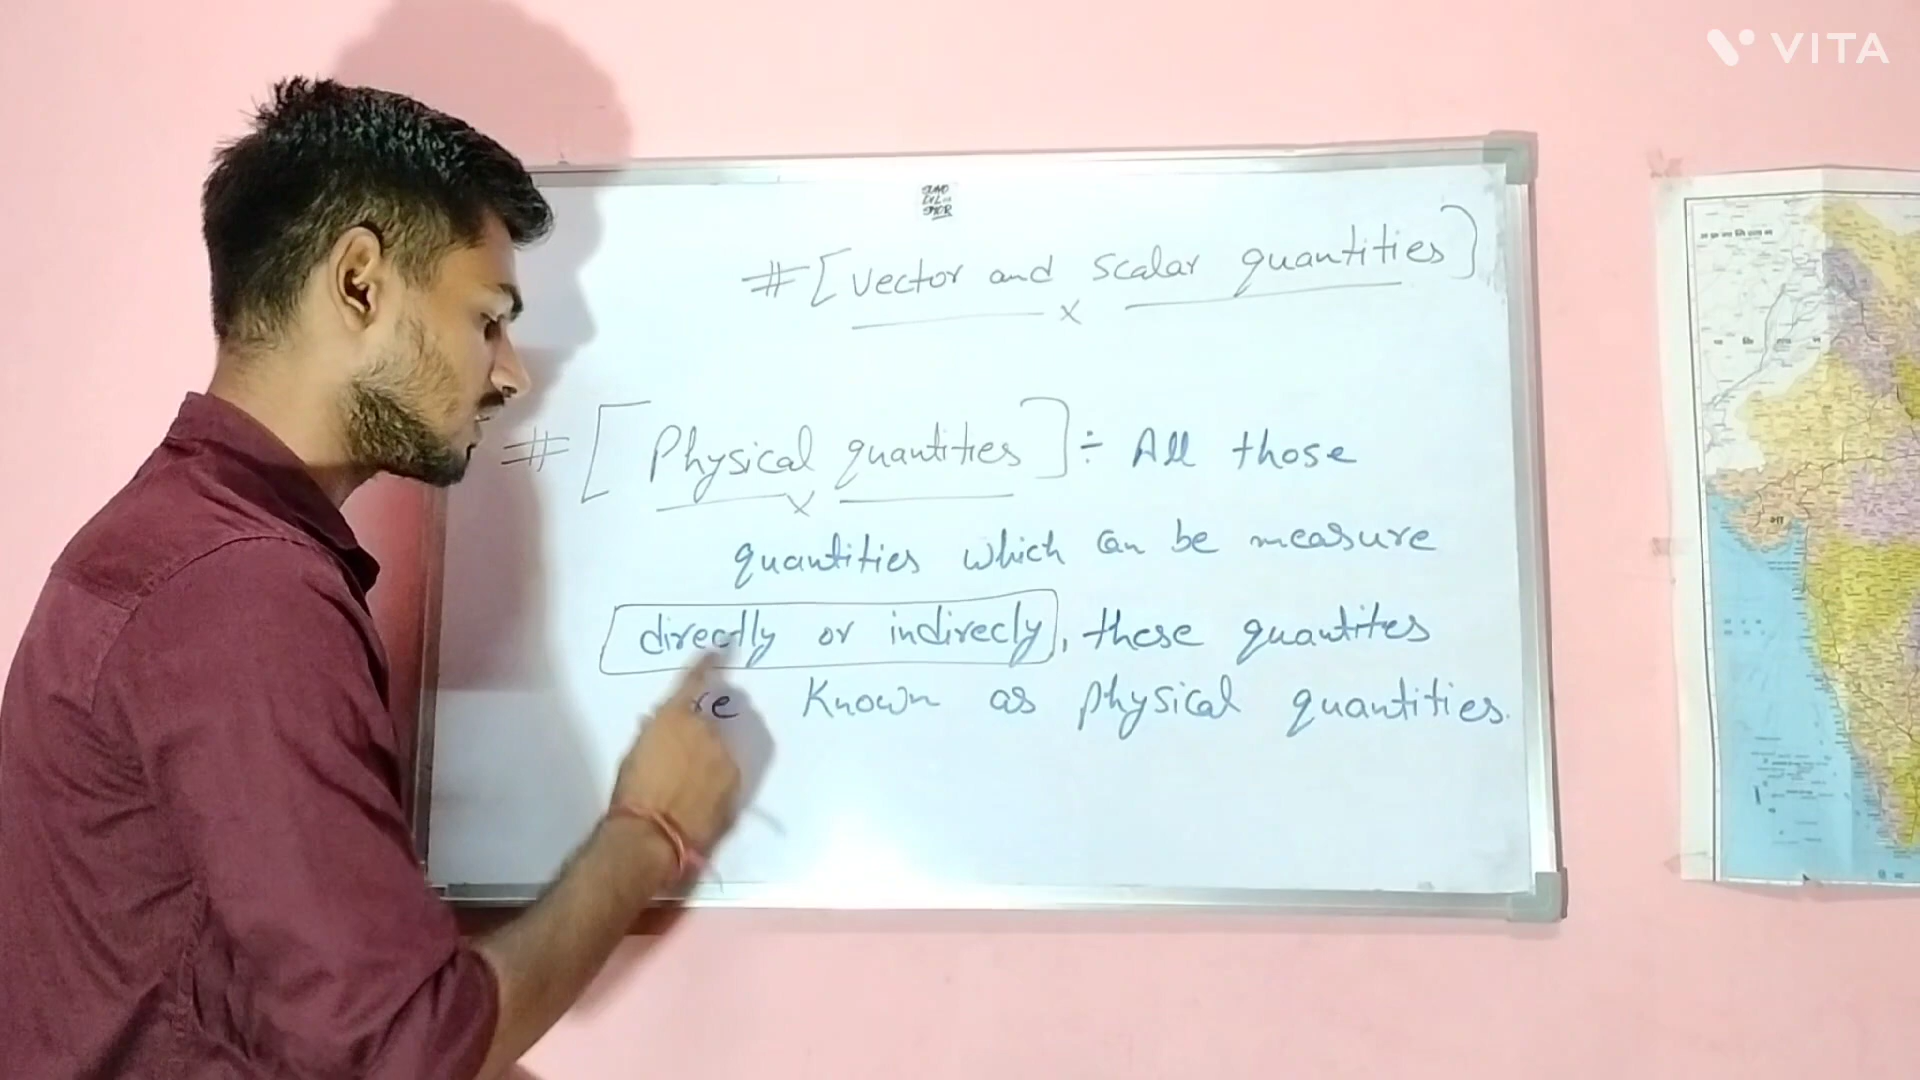 VITA
# [vector and scalar quantities]
# [Physical quantities] ÷ All those
quantities which can be measure
directly or indirecly, these quantites
re known as physical quantities.